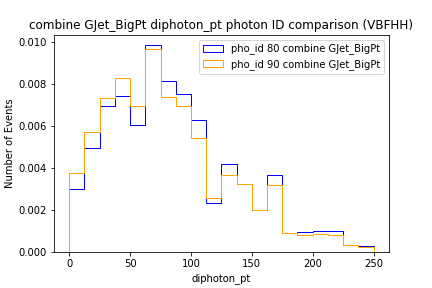 combine GJet_BigPt diphoton_pt photon ID comparison (VBFHH)
pho_id 80 combine GJet_BigPt
pho_id 90 combine GJet_BigPt
Number of Events
0.010
0.008
0.006
0.004
0.002
0.000
0
50
100
150
200
250
diphoton_pt